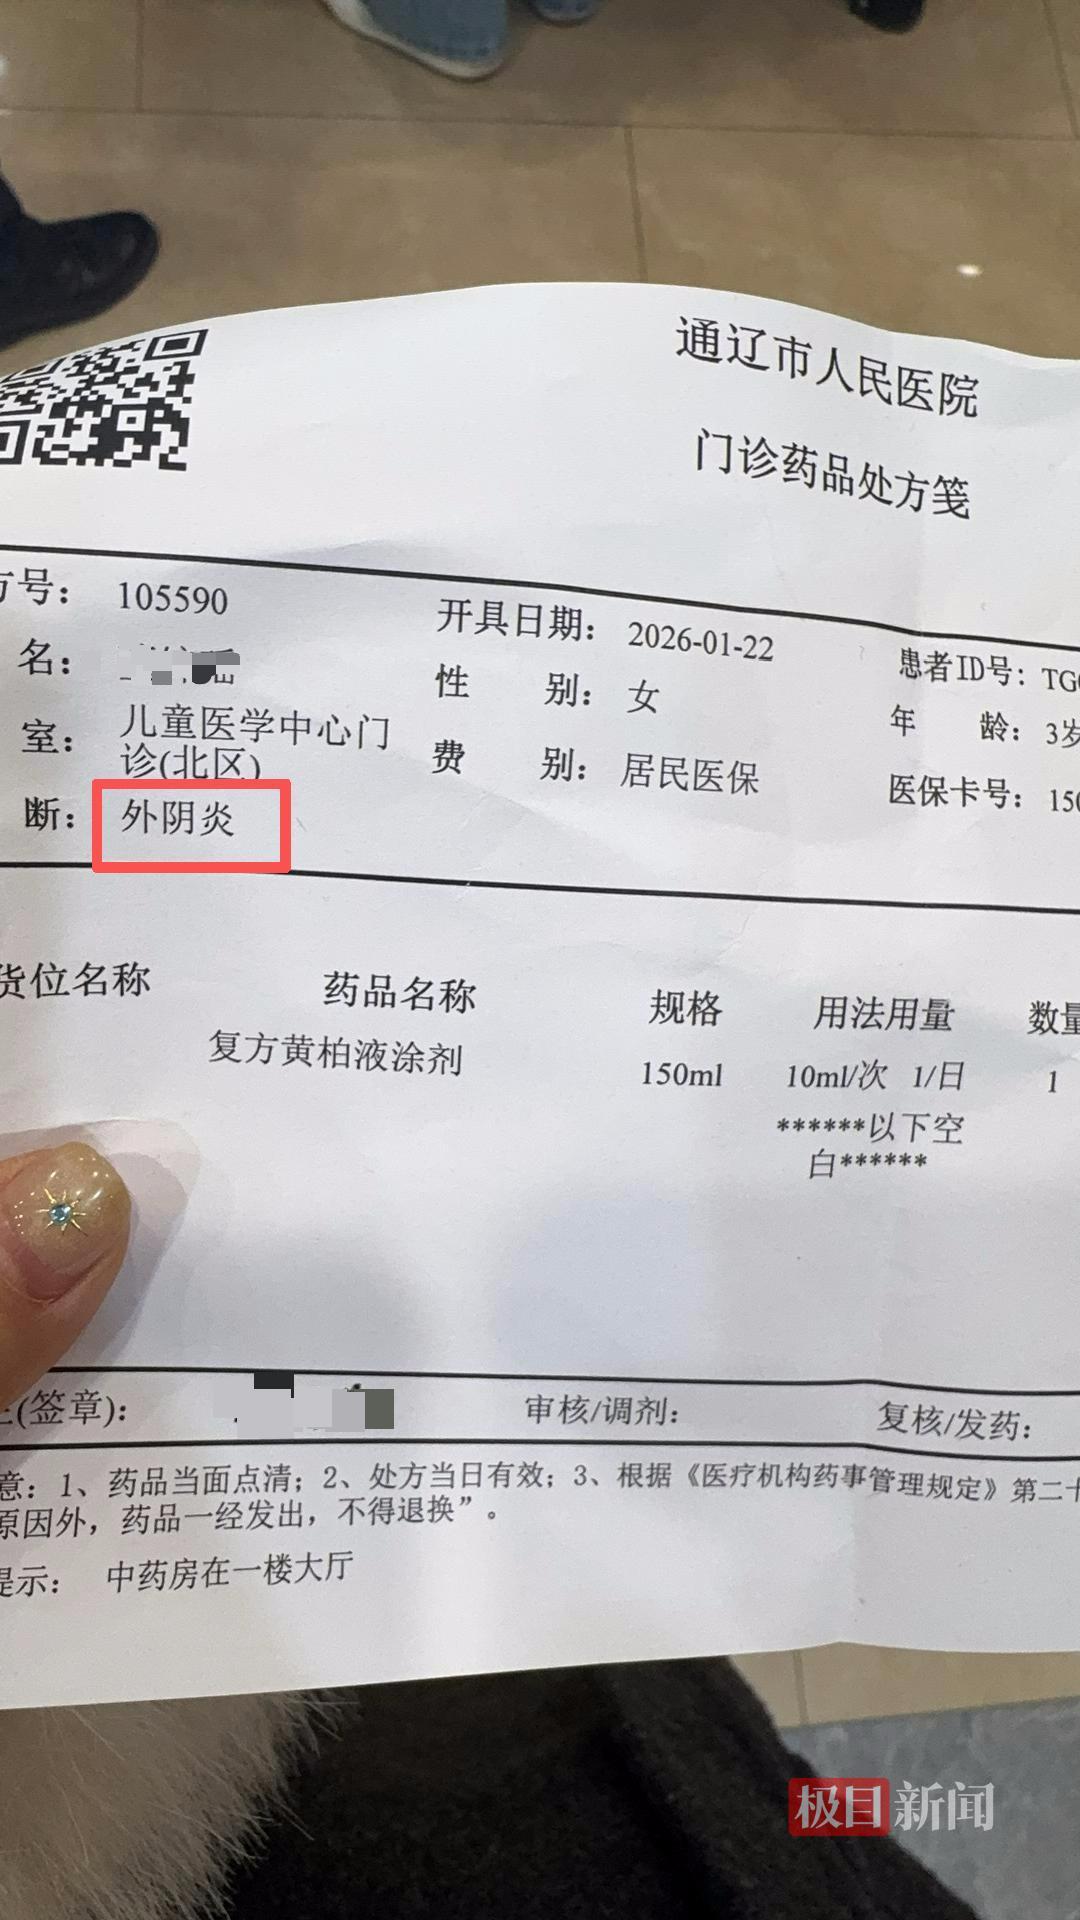 通辽市人民医院
门诊药品处方笺
方号： 105590
开具日期： 2026-01-22
患者ID号： TG
名：
性 别： 女
年 龄： 3岁
室： 儿童医学中心门
诊(北区)
费 别： 居民医保
医保卡号： 150
断： 外阴炎
货位名称 药品名称 规格 用法用量 数量
复方黄柏液涂剂 150ml 10ml/次 1/日 1
******以下空
白******
(签章)： 审核/调剂： 复核/发药：
意：1、药品当面点清；2、处方当日有效；3、根据《医疗机构药事管理规定》第二十
原因外，药品一经发出，不得退换”。
提示： 中药房在一楼大厅
极目新闻